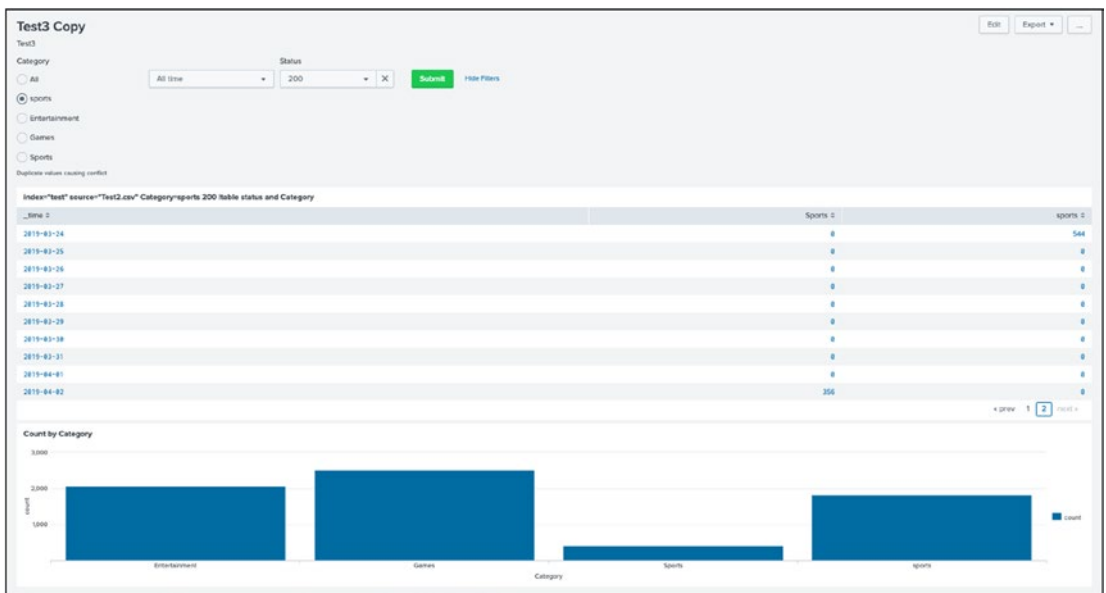 Test3 Copy
Edit Export ...
Test3
Category Status
All All time 200 Submit Hide Filters
sports
Entertainment
Games
Sports
Duplicate values causing conflict
index="test" source="Test2.csv" Category=sports 200 |table status and Category
_time Sports sports
2019-03-24 0 544
2019-03-25 0 0
2019-03-26 0 0
2019-03-27 0 0
2019-03-28 0 0
2019-03-29 0 0
2019-03-30 0 0
2019-03-31 0 0
2019-04-01 0 0
2019-04-02 356 0
« prev 1 2 next »
Count by Category
3,000
2,000
1,000
count
count
Entertainment Games Sports sports
Category